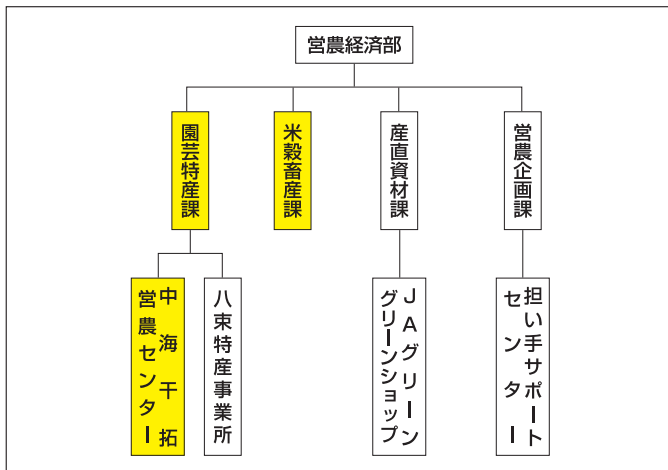 営農経済部
園芸特産課
米穀畜産課
産直資材課
営農企画課
中海干拓
営農センター
八束特産事業所
JAグリーン
グリーンショップ
担い手サポート
センター